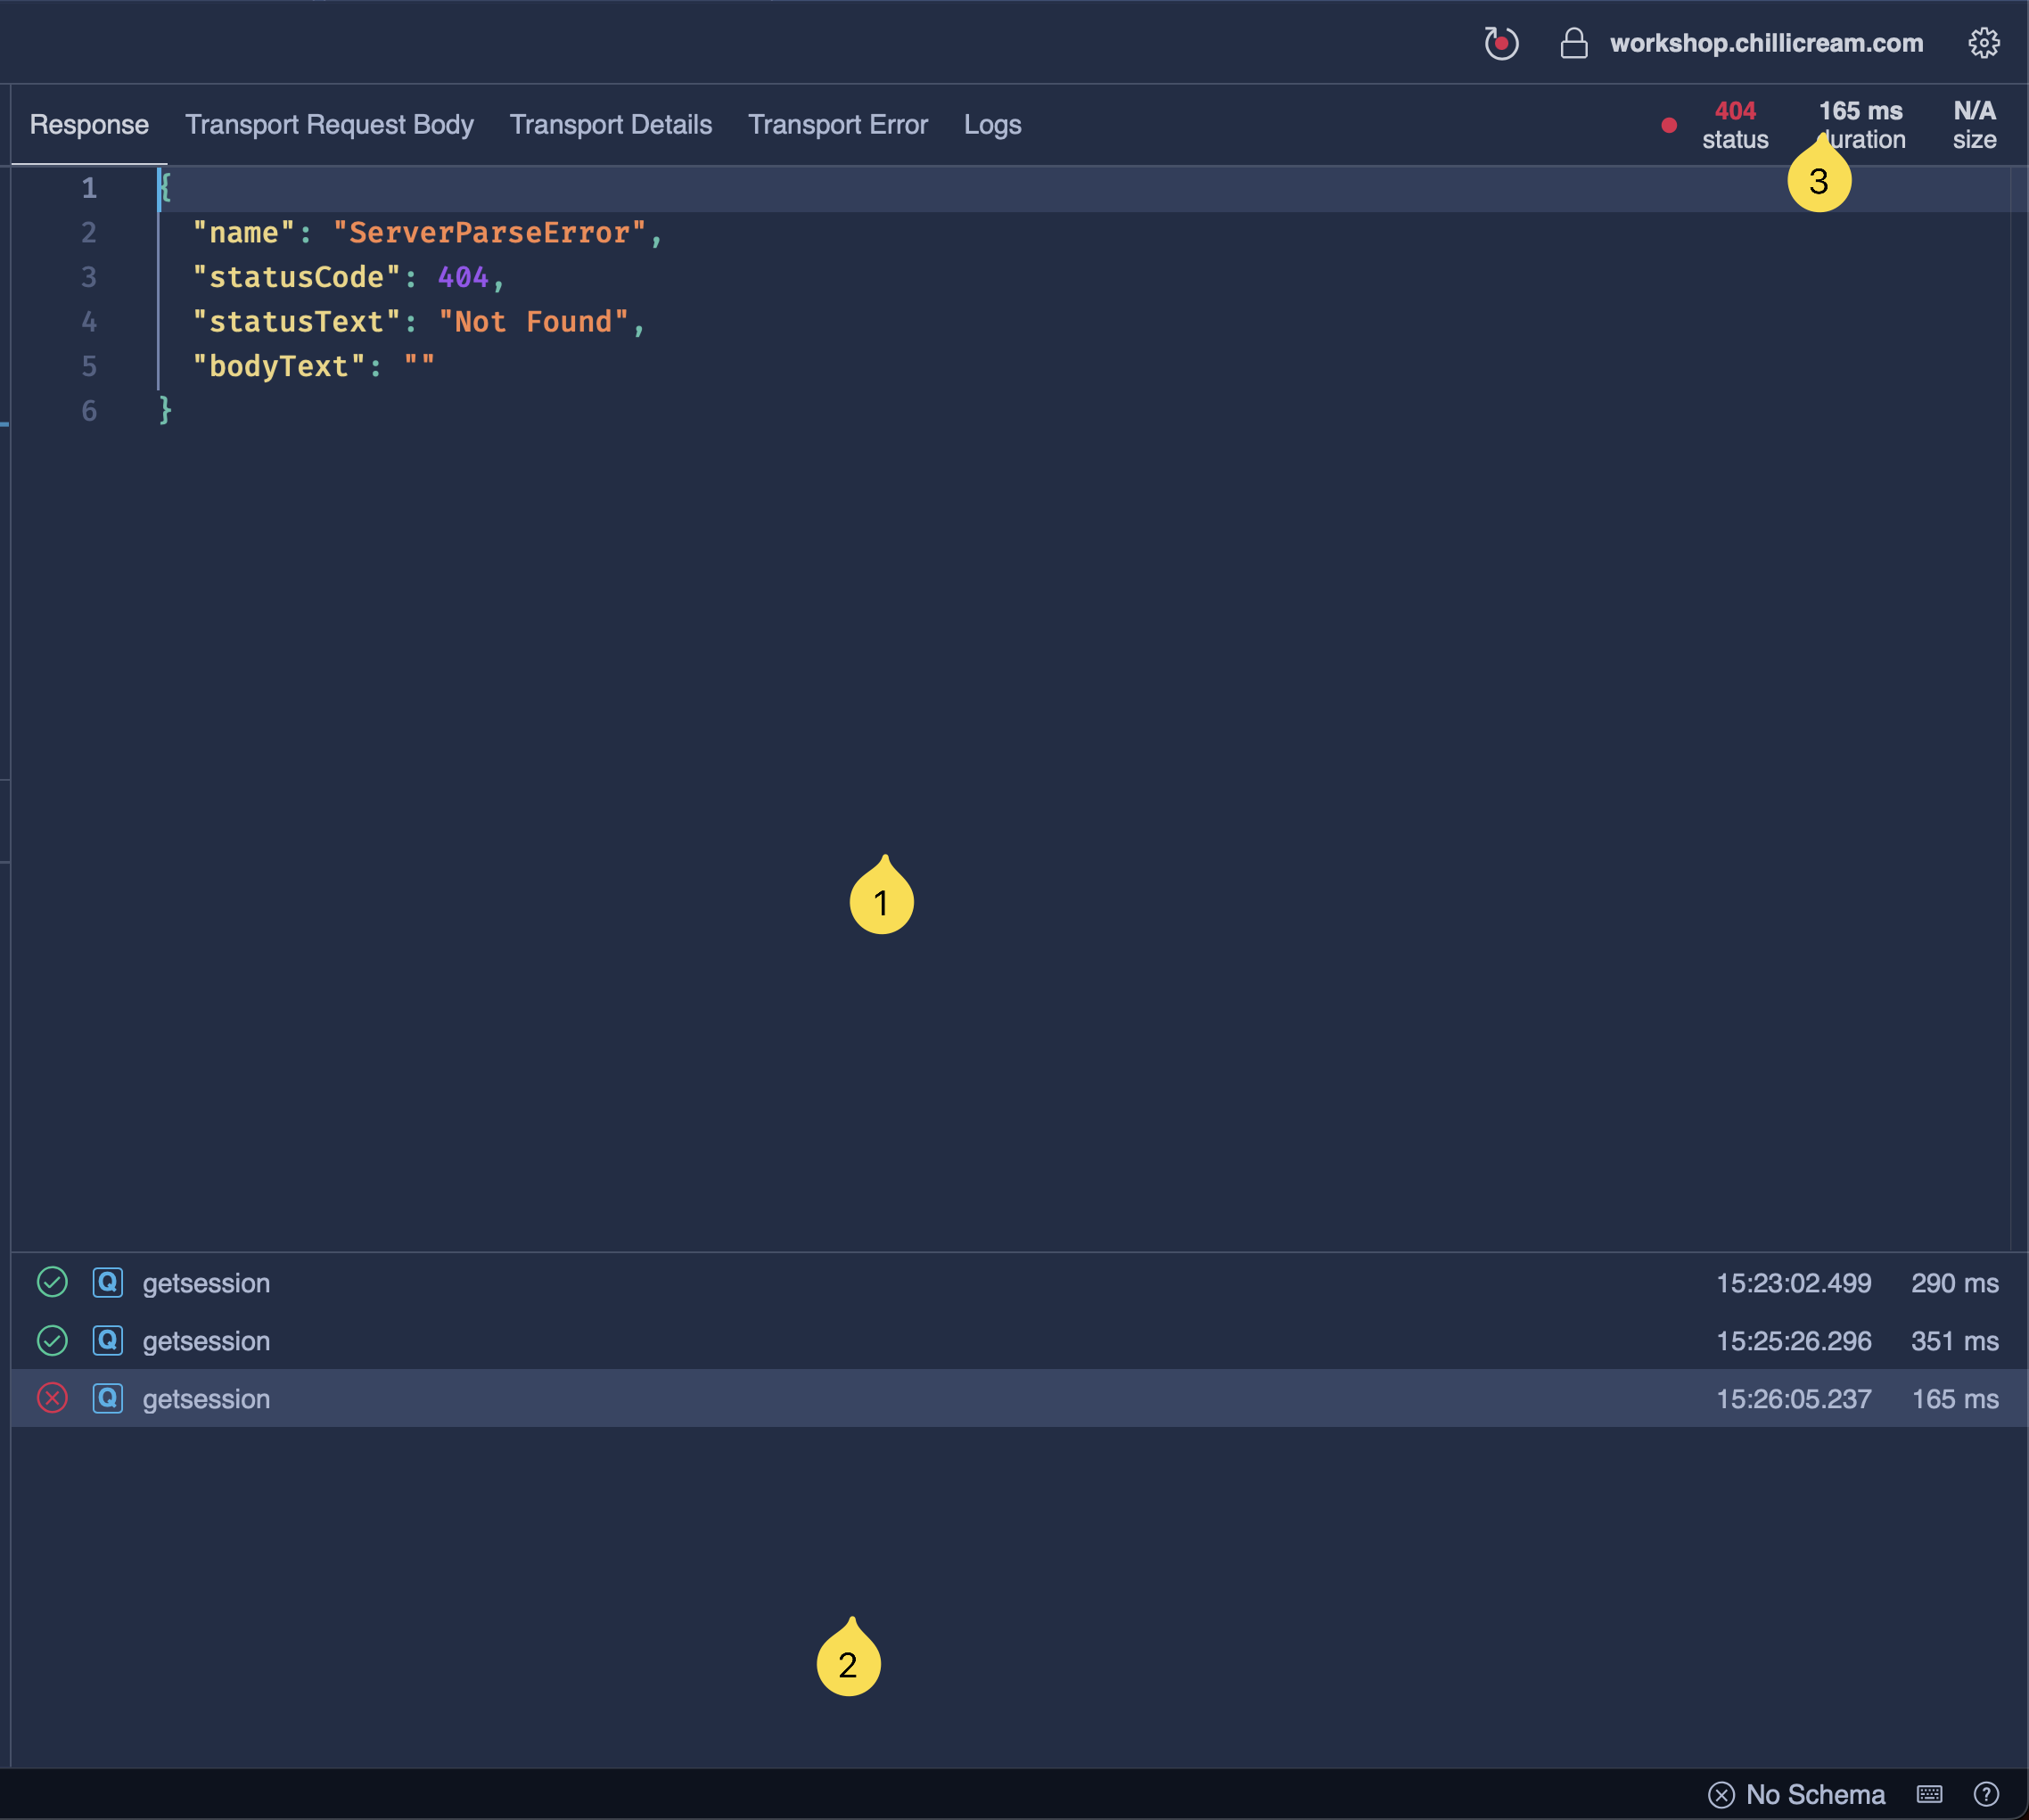 workshop.chillicream.com
Response Transport Request Body Transport Details Transport Error Logs
404 165 ms N/A
status duration size
1 {
2 "name": "ServerParseError",
3 "statusCode": 404,
4 "statusText": "Not Found",
5 "bodyText": ""
6 }
3
1
Q getsession 15:23:02.499 290 ms
Q getsession 15:25:26.296 351 ms
Q getsession 15:26:05.237 165 ms
2
No Schema ?